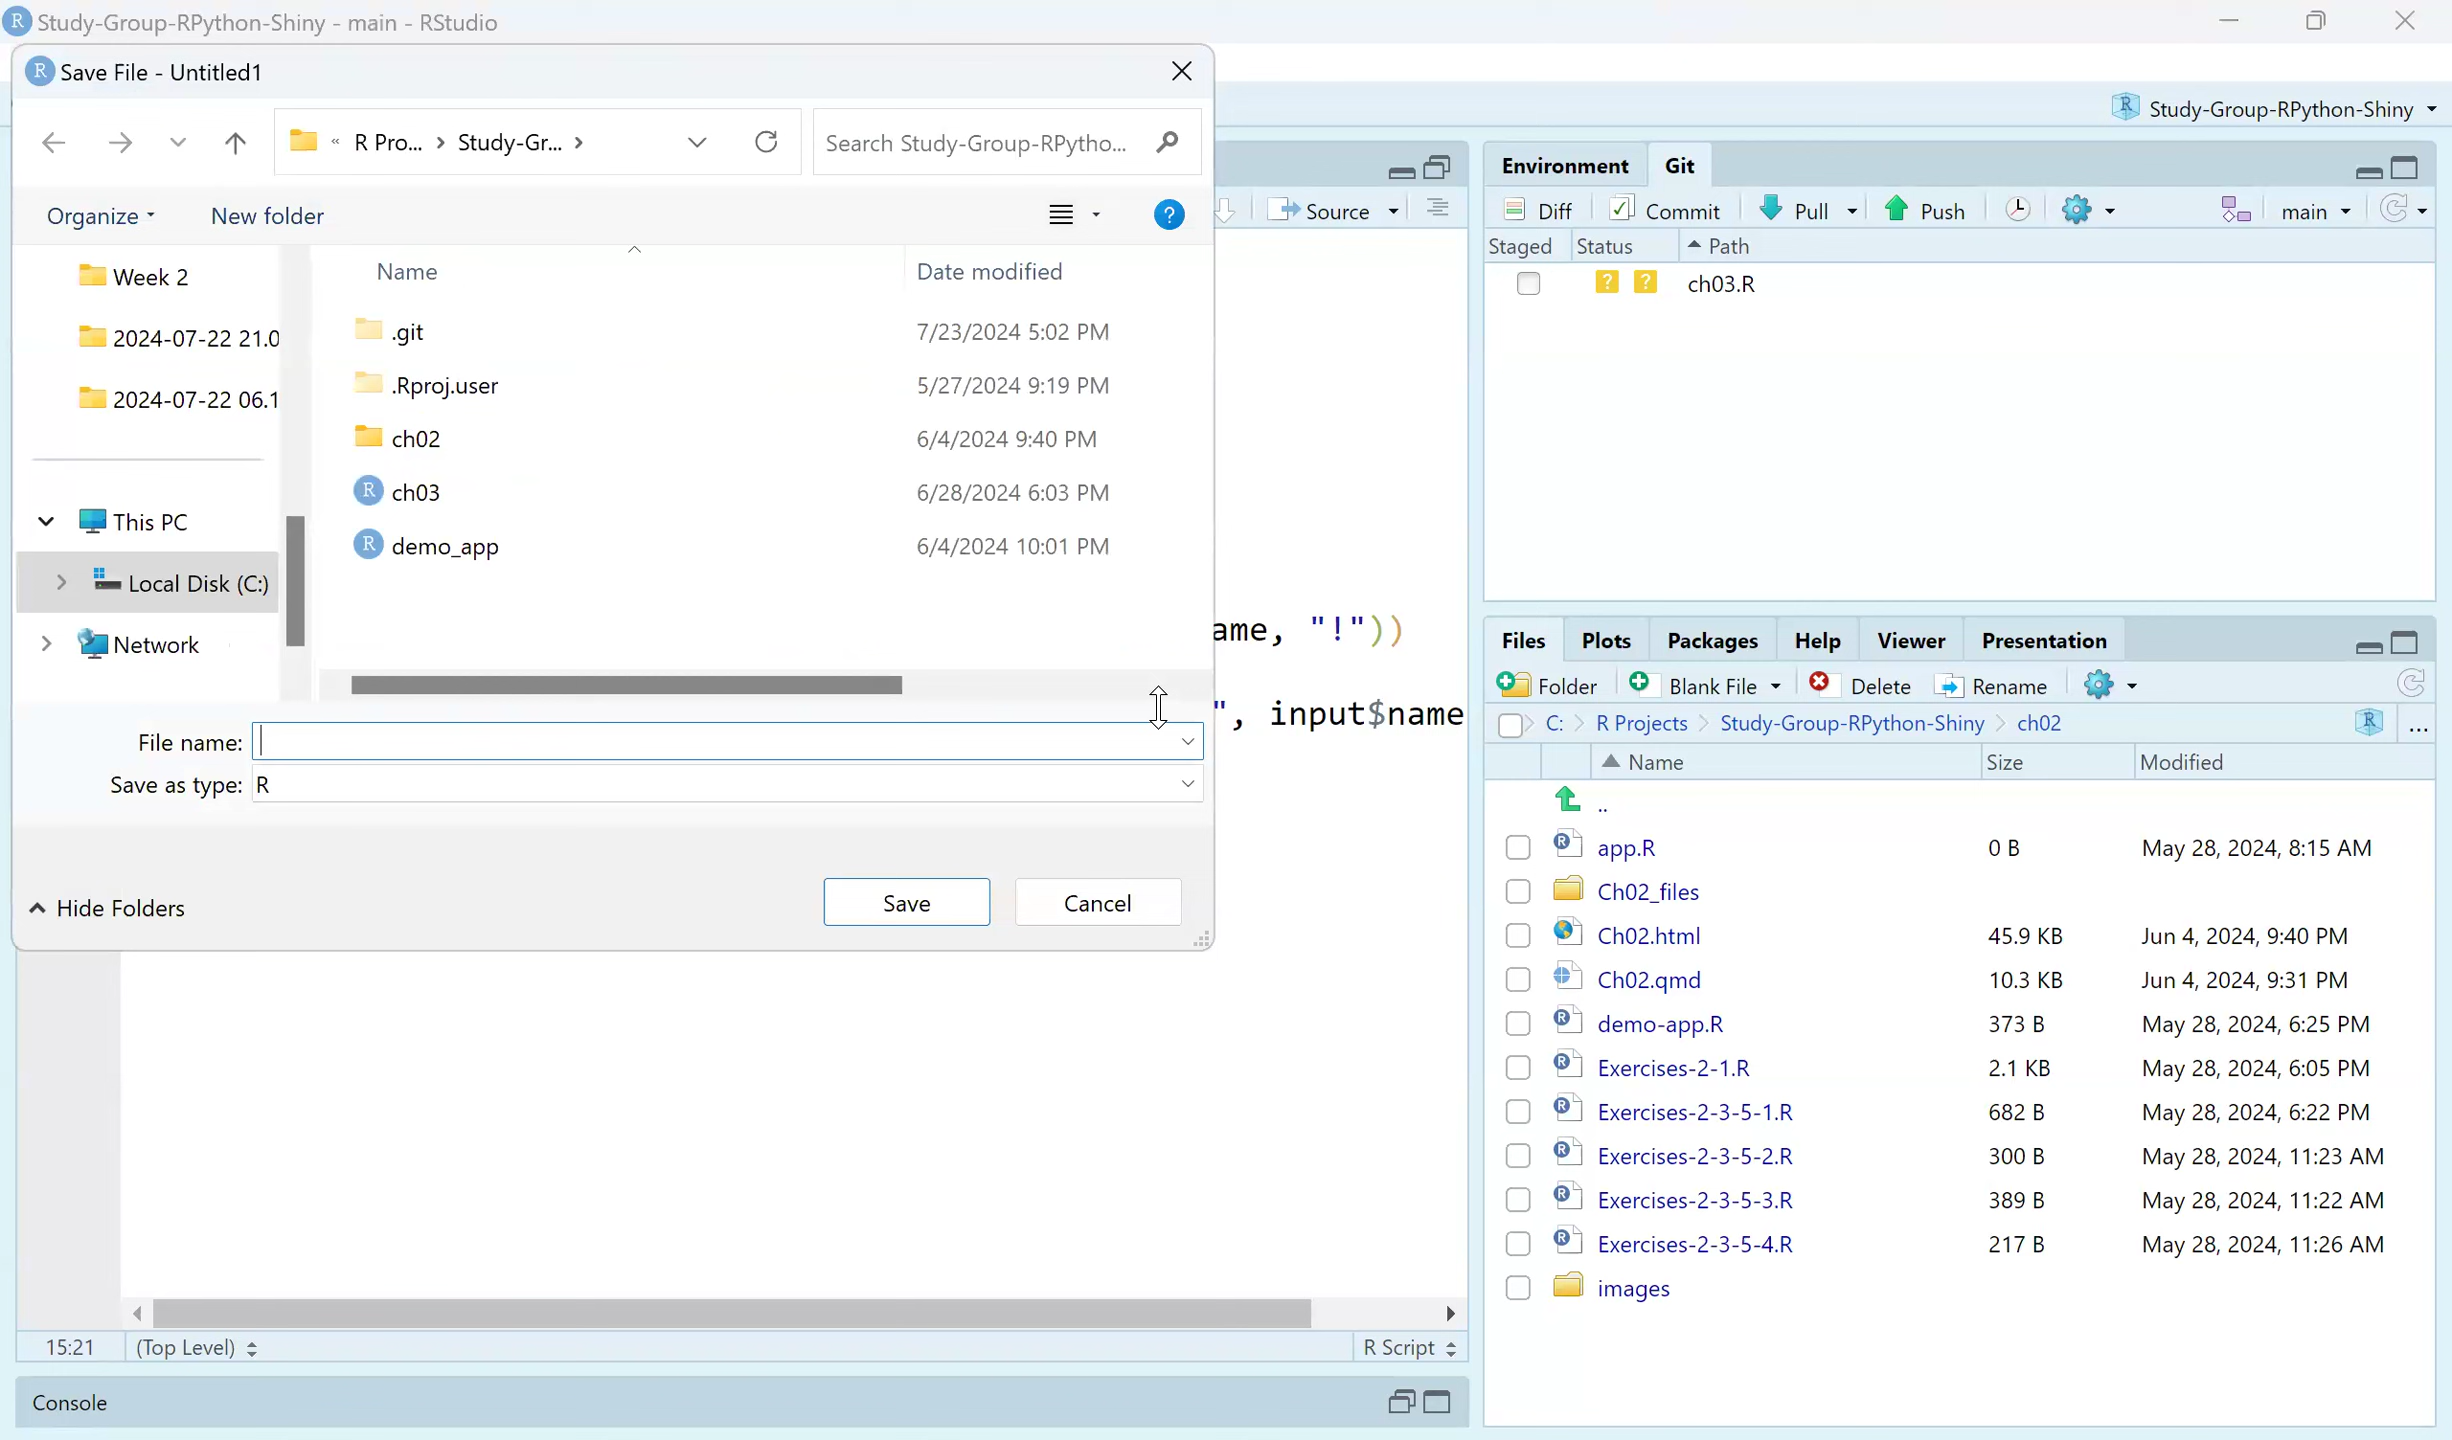 Study-Group-RPython-Shiny - main - RStudio
Save File - Untitled1
« R Pro... › Study-Gr... ›
Search Study-Group-RPytho...
Organize
New folder
Week 2
2024-07-22 21.0
2024-07-22 06.1
This PC
Local Disk (C:)
Network
Name Date modified
.git 7/23/2024 5:02 PM
.Rproj.user 5/27/2024 9:19 PM
ch02 6/4/2024 9:40 PM
ch03 6/28/2024 6:03 PM
demo_app 6/4/2024 10:01 PM
File name:
Save as type: R
Hide Folders
Save
Cancel
Source
ame, "!"))
", input$name
15:21 (Top Level) R Script
Console
Study-Group-RPython-Shiny
Environment Git
Diff Commit Pull Push main
Staged Status Path
? ? ch03.R
Files Plots Packages Help Viewer Presentation
Folder Blank File Delete Rename
C: R Projects Study-Group-RPython-Shiny ch02 ...
Name Size Modified
..
app.R 0 B May 28, 2024, 8:15 AM
Ch02_files
Ch02.html 45.9 KB Jun 4, 2024, 9:40 PM
Ch02.qmd 10.3 KB Jun 4, 2024, 9:31 PM
demo-app.R 373 B May 28, 2024, 6:25 PM
Exercises-2-1.R 2.1 KB May 28, 2024, 6:05 PM
Exercises-2-3-5-1.R 682 B May 28, 2024, 6:22 PM
Exercises-2-3-5-2.R 300 B May 28, 2024, 11:23 AM
Exercises-2-3-5-3.R 389 B May 28, 2024, 11:22 AM
Exercises-2-3-5-4.R 217 B May 28, 2024, 11:26 AM
images